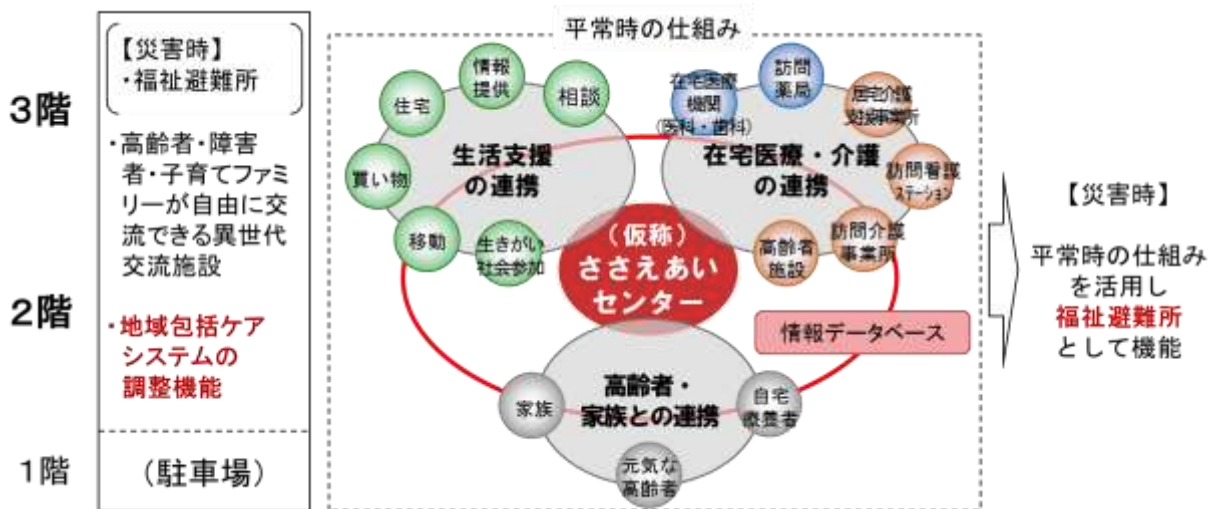 3階
2階
1階
【災害時】
・福祉避難所
・高齢者・障害
者・子育てファミ
リーが自由に交
流できる異世代
交流施設
・地域包括ケア
システムの
調整機能
(駐車場)
平常時の仕組み
情報
提供
住宅
相談
買い物
移動
生きがい
社会参加
生活支援
の連携
在宅医療
機関
(医科・歯科)
訪問
薬局
居宅介護
支援事業所
訪問看護
ステーション
訪問介護
事業所
高齢者
施設
在宅医療・介護
の連携
(仮称)
ささえあい
センター
情報データベース
高齢者・
家族との連携
家族
自宅
療養者
元気な
高齢者
【災害時】
平常時の仕組み
を活用し
福祉避難所
として機能